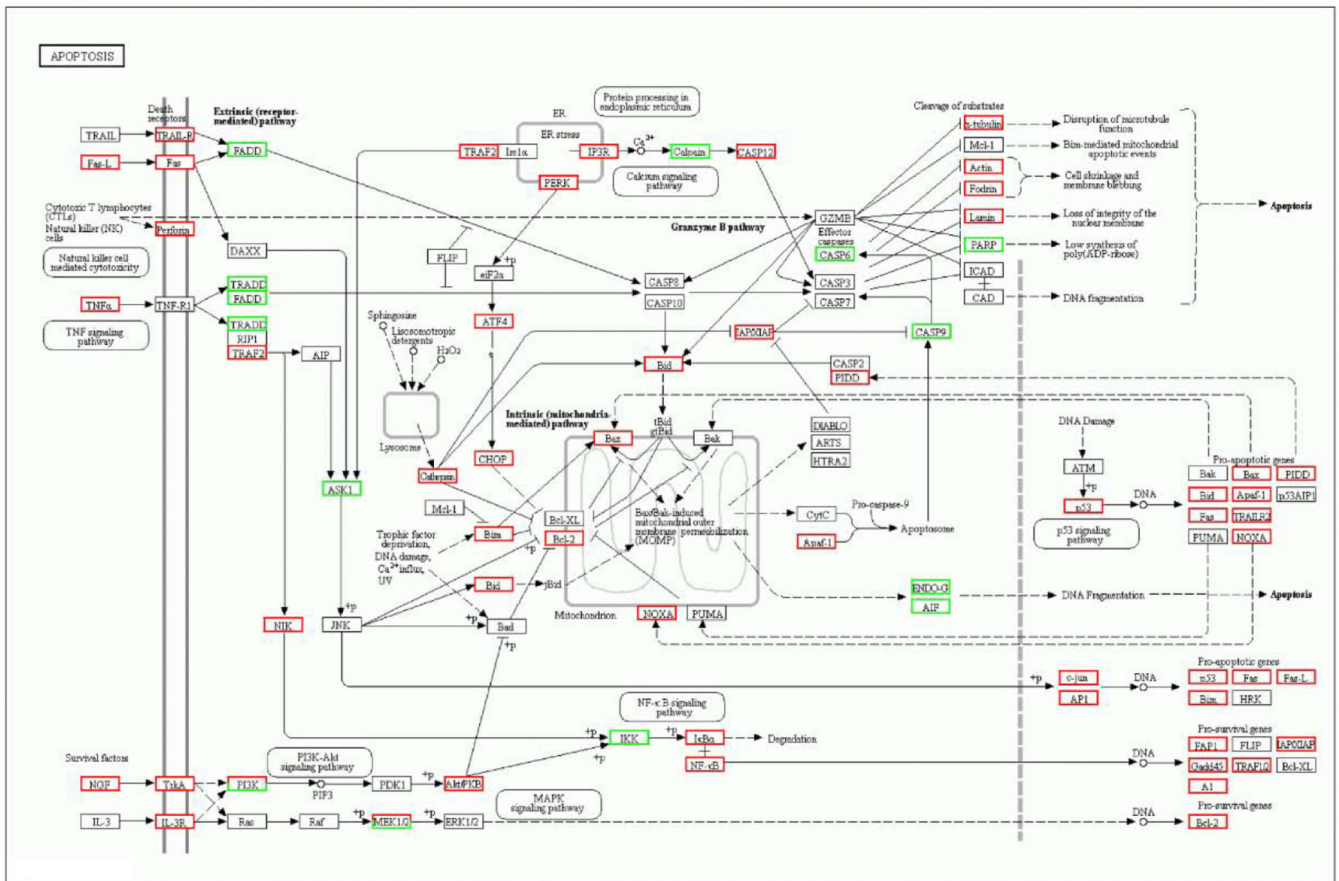 APOPTOSIS
Death
receptors
Extrinsic (receptor-
mediated) pathway
TRAIL
TRAIL-R
FADD
Fas-L
Fas
ER
Protein processing in
endoplasmic reticulum
ER stress
TRAF2
Ire1α
IP3R
Ca2+
Calpain
CASP12
PERK
Calcium signaling
pathway
Cleavage of substrates
α-tubulin
Disruption of microtubule
function
Mcl-1
Bim-mediated mitochondrial
apoptotic events
Actin
Fodrin
Cell shrinkage and
membrane blebbing
Lamin
Loss of integrity of the
nuclear membrane
Apoptosis
PARP
Low synthesis of
poly(ADP-ribose)
ICAD
CAD
DNA fragmentation
Cytotoxic T lymphocytes
(CTLs)
Natural killer (NK)
cells
Perforin
Natural killer cell
mediated cytotoxicity
DAXX
Granzyme B pathway
GZMB
Effector
caspases
CASP6
FLIP
+p
eiF2α
CASP8
CASP10
CASP3
CASP7
TNFα
TNF-R1
TRADD
FADD
TNF signaling
pathway
TRADD
RIP1
TRAF2
AIP
ATF4
IAP/XIAP
CASP9
Sphingosine
Lisosomotropic
detergents
H2O2
Bid
CASP2
PIDD
Lysosome
Intrinsic (mitochondria-
mediated) pathway
tBid
gtBid
Bax
Bak
DIABLO
ARTS
HTRA2
CHOP
Cathepsin
ASK1
DNA Damage
ATM
+p
p53
DNA
p53 signaling
pathway
Pro-apoptotic genes
Bak
Bax
PIDD
Bid
Apaf-1
p53AIP1
Fas
TRAILR2
PUMA
NOXA
Mcl-1
Bcl-XL
Bcl-2
+p
Bax/Bak-induced
mitochondrial outer
membrane permeabilization
(MOMP)
CytC
Pro-caspase-9
Apaf-1
Apoptosome
Trophic factor
deprivation,
DNA damage,
Ca2+ influx,
UV
Bim
+p
Bid
jBid
ENDO-G
AIF
DNA Fragmentation
Apoptosis
Mitochondrion
NOXA
PUMA
NIK
+p
JNK
+p
Bad
+p
+p
c-jun
AP1
DNA
Pro-apoptotic genes
p53
Fas
Fas-L
Bim
HRK
NF-κB signaling
pathway
+p
IKK
+p
IκBα
Degradation
+p
NF-κB
DNA
Pro-survival genes
FAP1
FLIP
IAP/XIAP
Gadd45
TRAF1/2
Bcl-XL
A1
Survival factors
PI3K-Akt
signaling pathway
NGF
TrkA
PI3K
PIP3
PDK1
+p
Akt/PKB
MAPK
signaling pathway
IL-3
IL-3R
Ras
Raf
+p
MEK1/2
+p
ERK1/2
DNA
Pro-survival genes
Bcl-2